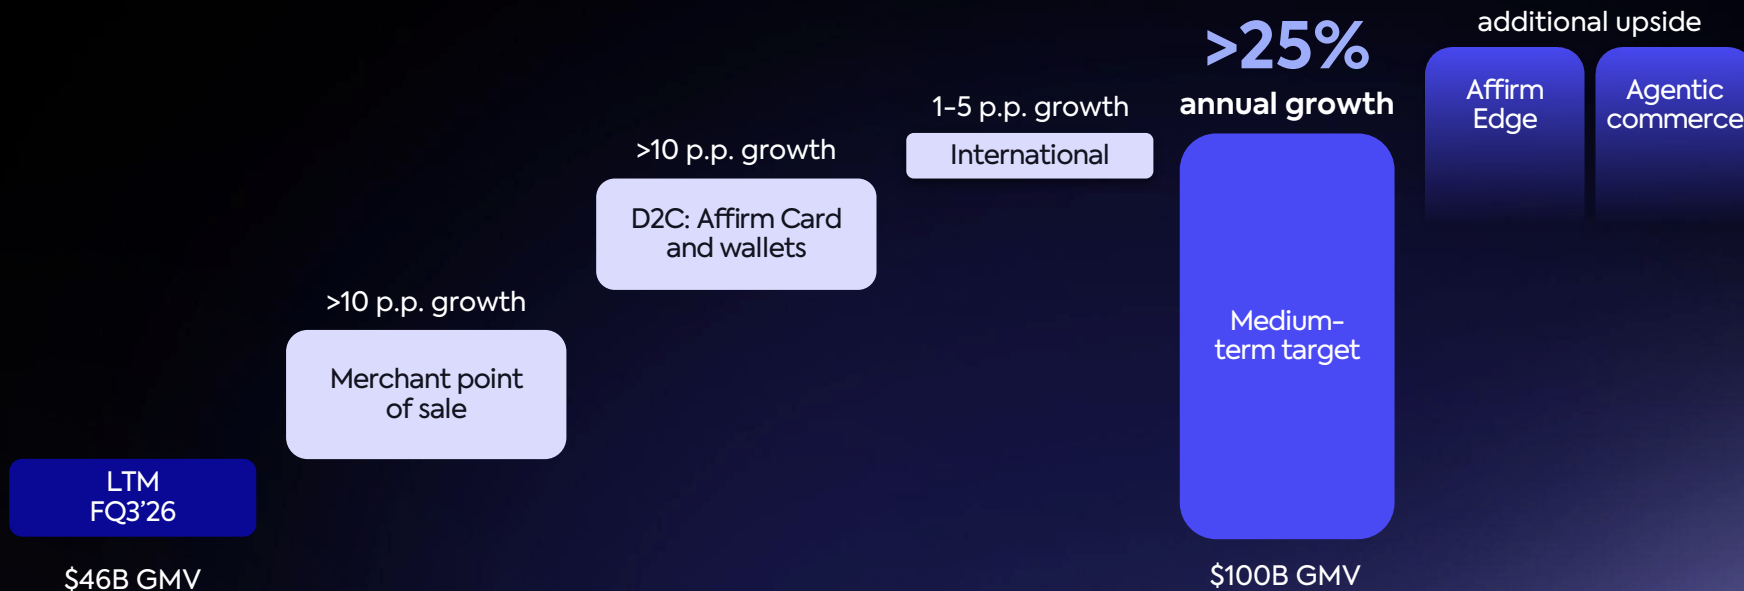 LTM
FQ3’26
$46B GMV
>10 p.p. growth
Merchant point
of sale
>10 p.p. growth
D2C: Affirm Card
and wallets
1-5 p.p. growth
International
>25%
annual growth
Medium-
term target
$100B GMV
additional upside
Affirm
Edge
Agentic
commerce